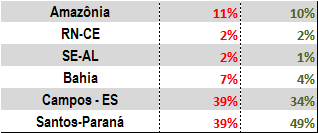 Amazônia 11% 10%
RN-CE 2% 2%
SE-AL 2% 1%
Bahia 7% 4%
Campos - ES 39% 34%
Santos-Paraná 39% 49%